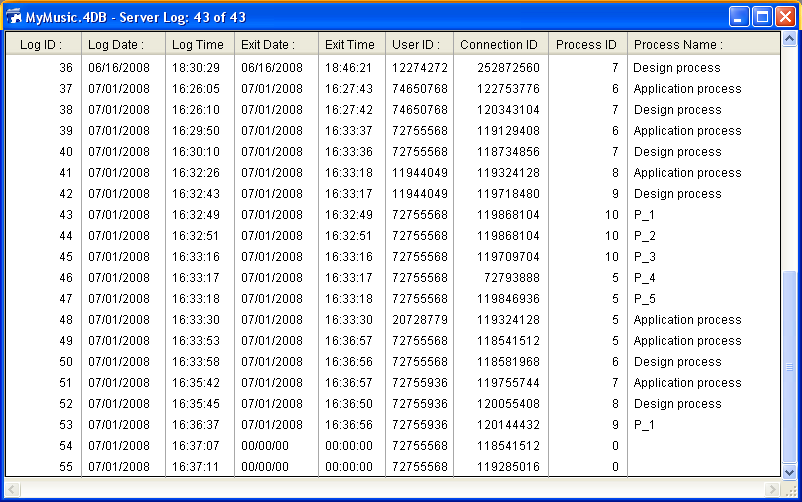 MyMusic.4DB - Server Log: 43 of 43
Log ID : Log Date : Log Time Exit Date : Exit Time User ID : Connection ID Process ID Process Name :
36 06/16/2008 18:30:29 06/16/2008 18:46:21 12274272 252872560 7 Design process
37 07/01/2008 16:26:05 07/01/2008 16:27:43 74650768 122753776 6 Application process
38 07/01/2008 16:26:10 07/01/2008 16:27:42 74650768 120343104 7 Design process
39 07/01/2008 16:29:50 07/01/2008 16:33:37 72755568 119129408 6 Application process
40 07/01/2008 16:30:10 07/01/2008 16:33:36 72755568 118734856 7 Design process
41 07/01/2008 16:32:26 07/01/2008 16:33:18 11944049 119324128 8 Application process
42 07/01/2008 16:32:43 07/01/2008 16:33:17 11944049 119718480 9 Design process
43 07/01/2008 16:32:49 07/01/2008 16:32:49 72755568 119868104 10 P_1
44 07/01/2008 16:32:51 07/01/2008 16:32:51 72755568 119868104 10 P_2
45 07/01/2008 16:33:16 07/01/2008 16:33:16 72755568 119709704 10 P_3
46 07/01/2008 16:33:17 07/01/2008 16:33:17 72755568 72793888 5 P_4
47 07/01/2008 16:33:18 07/01/2008 16:33:18 72755568 119846936 5 P_5
48 07/01/2008 16:33:30 07/01/2008 16:33:30 20728779 119324128 5 Application process
49 07/01/2008 16:33:53 07/01/2008 16:36:57 72755568 118541512 5 Application process
50 07/01/2008 16:33:58 07/01/2008 16:36:56 72755568 118581968 6 Design process
51 07/01/2008 16:35:42 07/01/2008 16:36:57 72755936 119755744 7 Application process
52 07/01/2008 16:35:45 07/01/2008 16:36:50 72755936 120055408 8 Design process
53 07/01/2008 16:36:37 07/01/2008 16:36:56 72755936 120144432 9 P_1
54 07/01/2008 16:37:07 00/00/00 00:00:00 72755568 118541512 0
55 07/01/2008 16:37:11 00/00/00 00:00:00 72755568 119285016 0